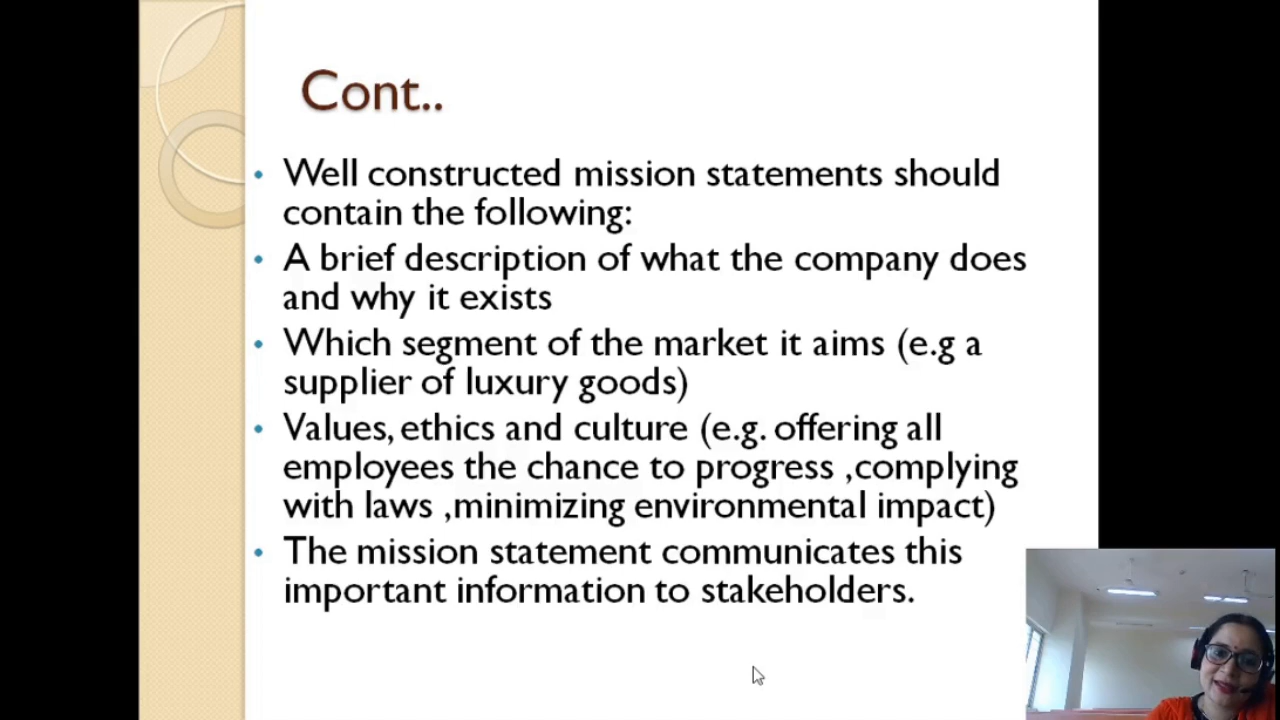 Cont..
• Well constructed mission statements should
contain the following:
• A brief description of what the company does
and why it exists
• Which segment of the market it aims (e.g a
supplier of luxury goods)
• Values, ethics and culture (e.g. offering all
employees the chance to progress ,complying
with laws ,minimizing environmental impact)
• The mission statement communicates this
important information to stakeholders.